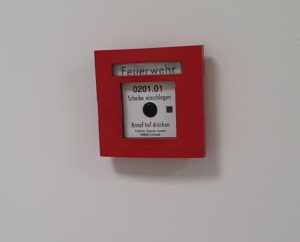 Feuerwehr
0201.01
Scheibe einschlagen
Knopf tief drücken